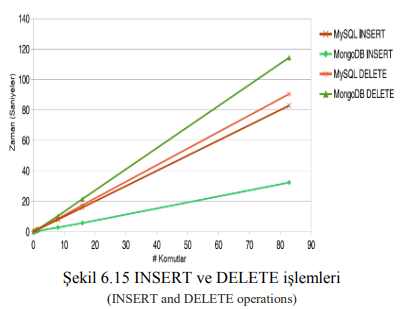 140
120
100
80
60
40
20
0
Zaman (Saniyeler)
0 10 20 30 40 50 60 70 80 90
# Komutlar
MySQL INSERT
MongoDB INSERT
MySQL DELETE
MongoDB DELETE
Şekil 6.15 INSERT ve DELETE işlemleri
(INSERT and DELETE operations)